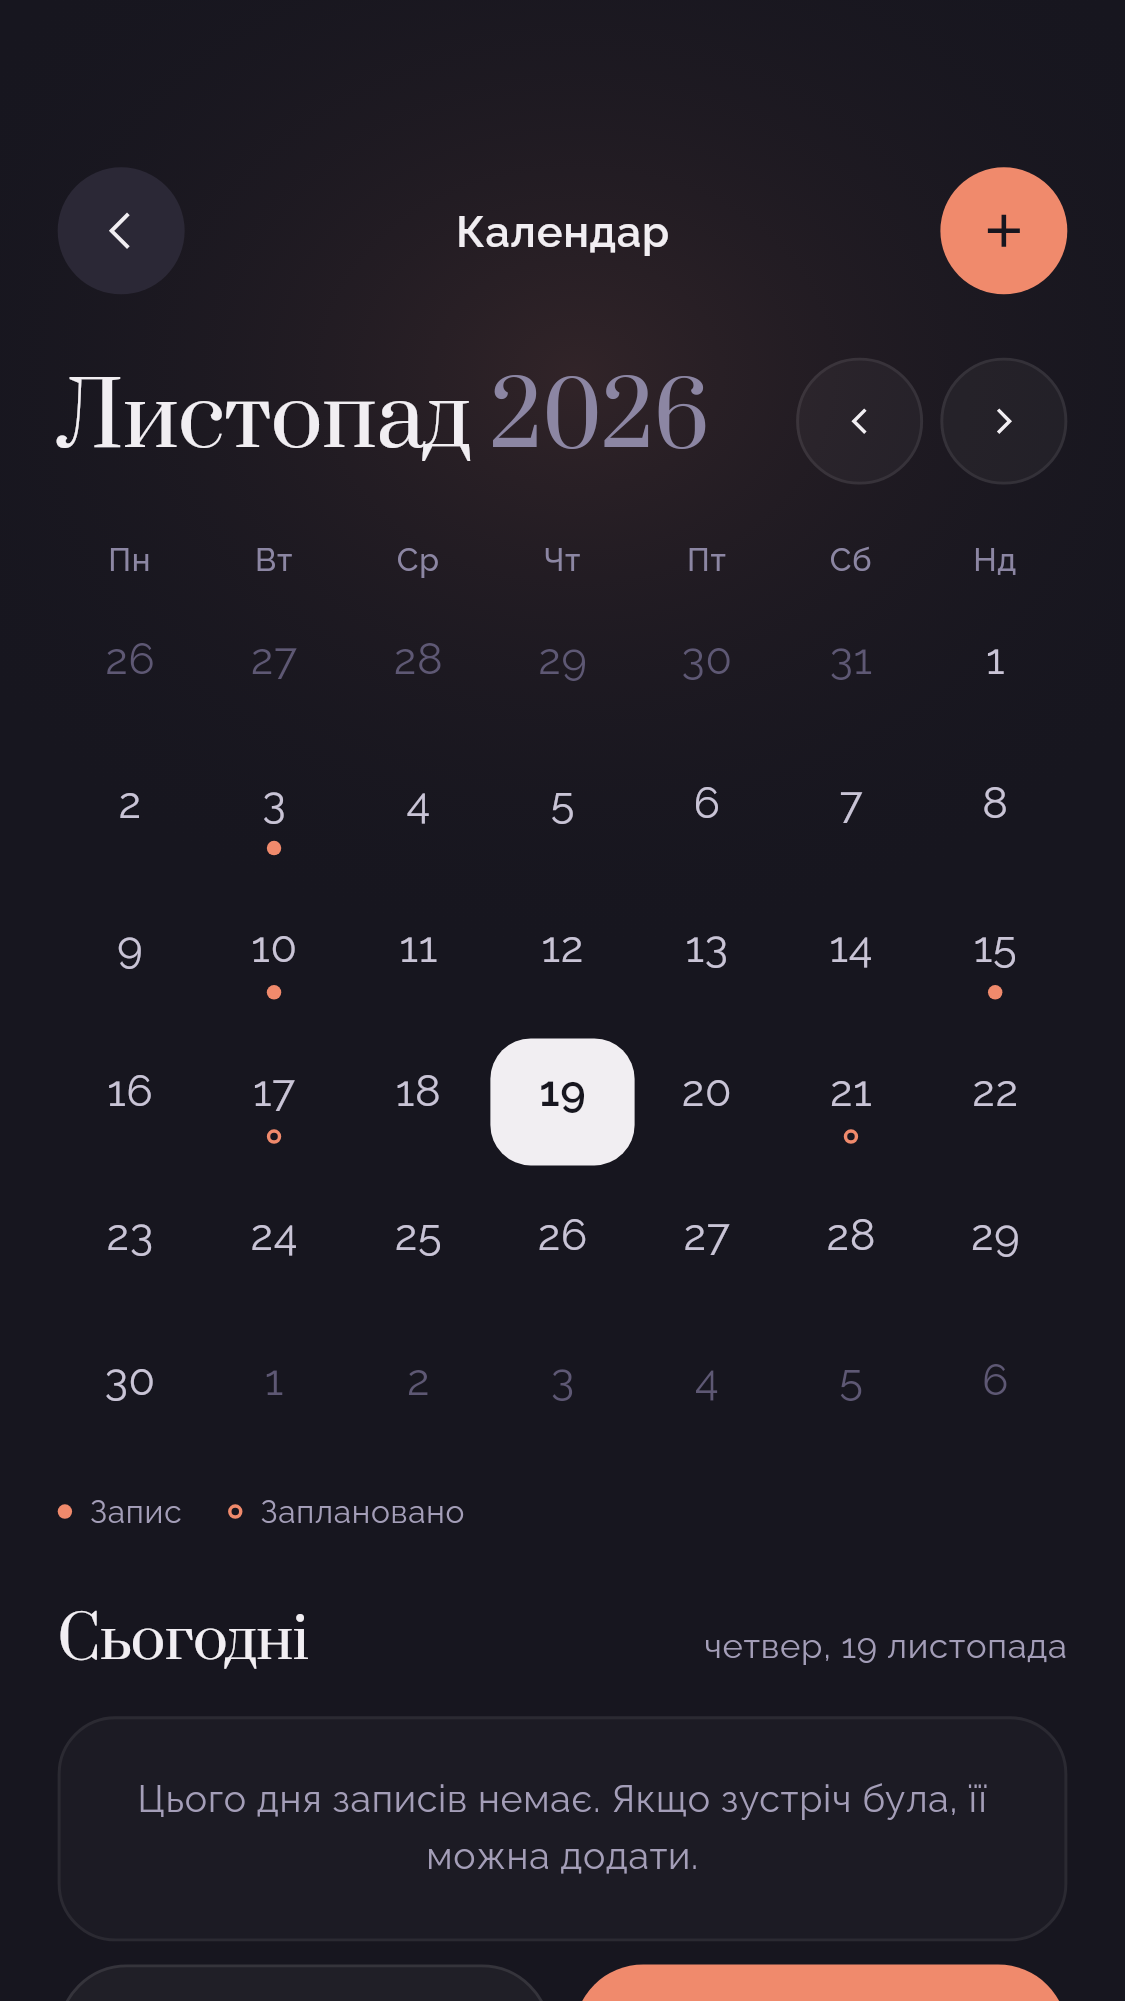 Календар
Листопад 2026
Пн Вт Ср Чт Пт Сб Нд
26 27 28 29 30 31 1
2 3 4 5 6 7 8
9 10 11 12 13 14 15
16 17 18 19 20 21 22
23 24 25 26 27 28 29
30 1 2 3 4 5 6
Запис Заплановано
Сьогодні четвер, 19 листопада
Цього дня записів немає. Якщо зустріч була, її
можна додати.